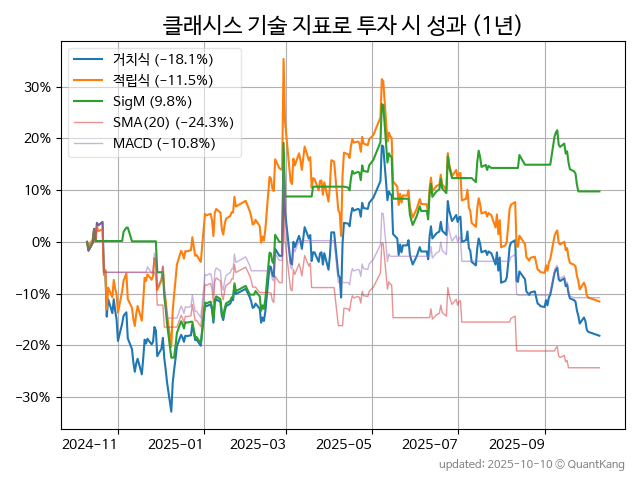 클래시스 기술 지표로 투자 시 성과 (1년)
거치식 (−18.1%)
적립식 (−11.5%)
SigM (9.8%)
SMA(20) (−24.3%)
MACD (−10.8%)
30%
20%
10%
0%
−10%
−20%
−30%
2024−11
2025−01
2025−03
2025−05
2025−07
2025−09
updated: 2025−10−10 © QuantKang